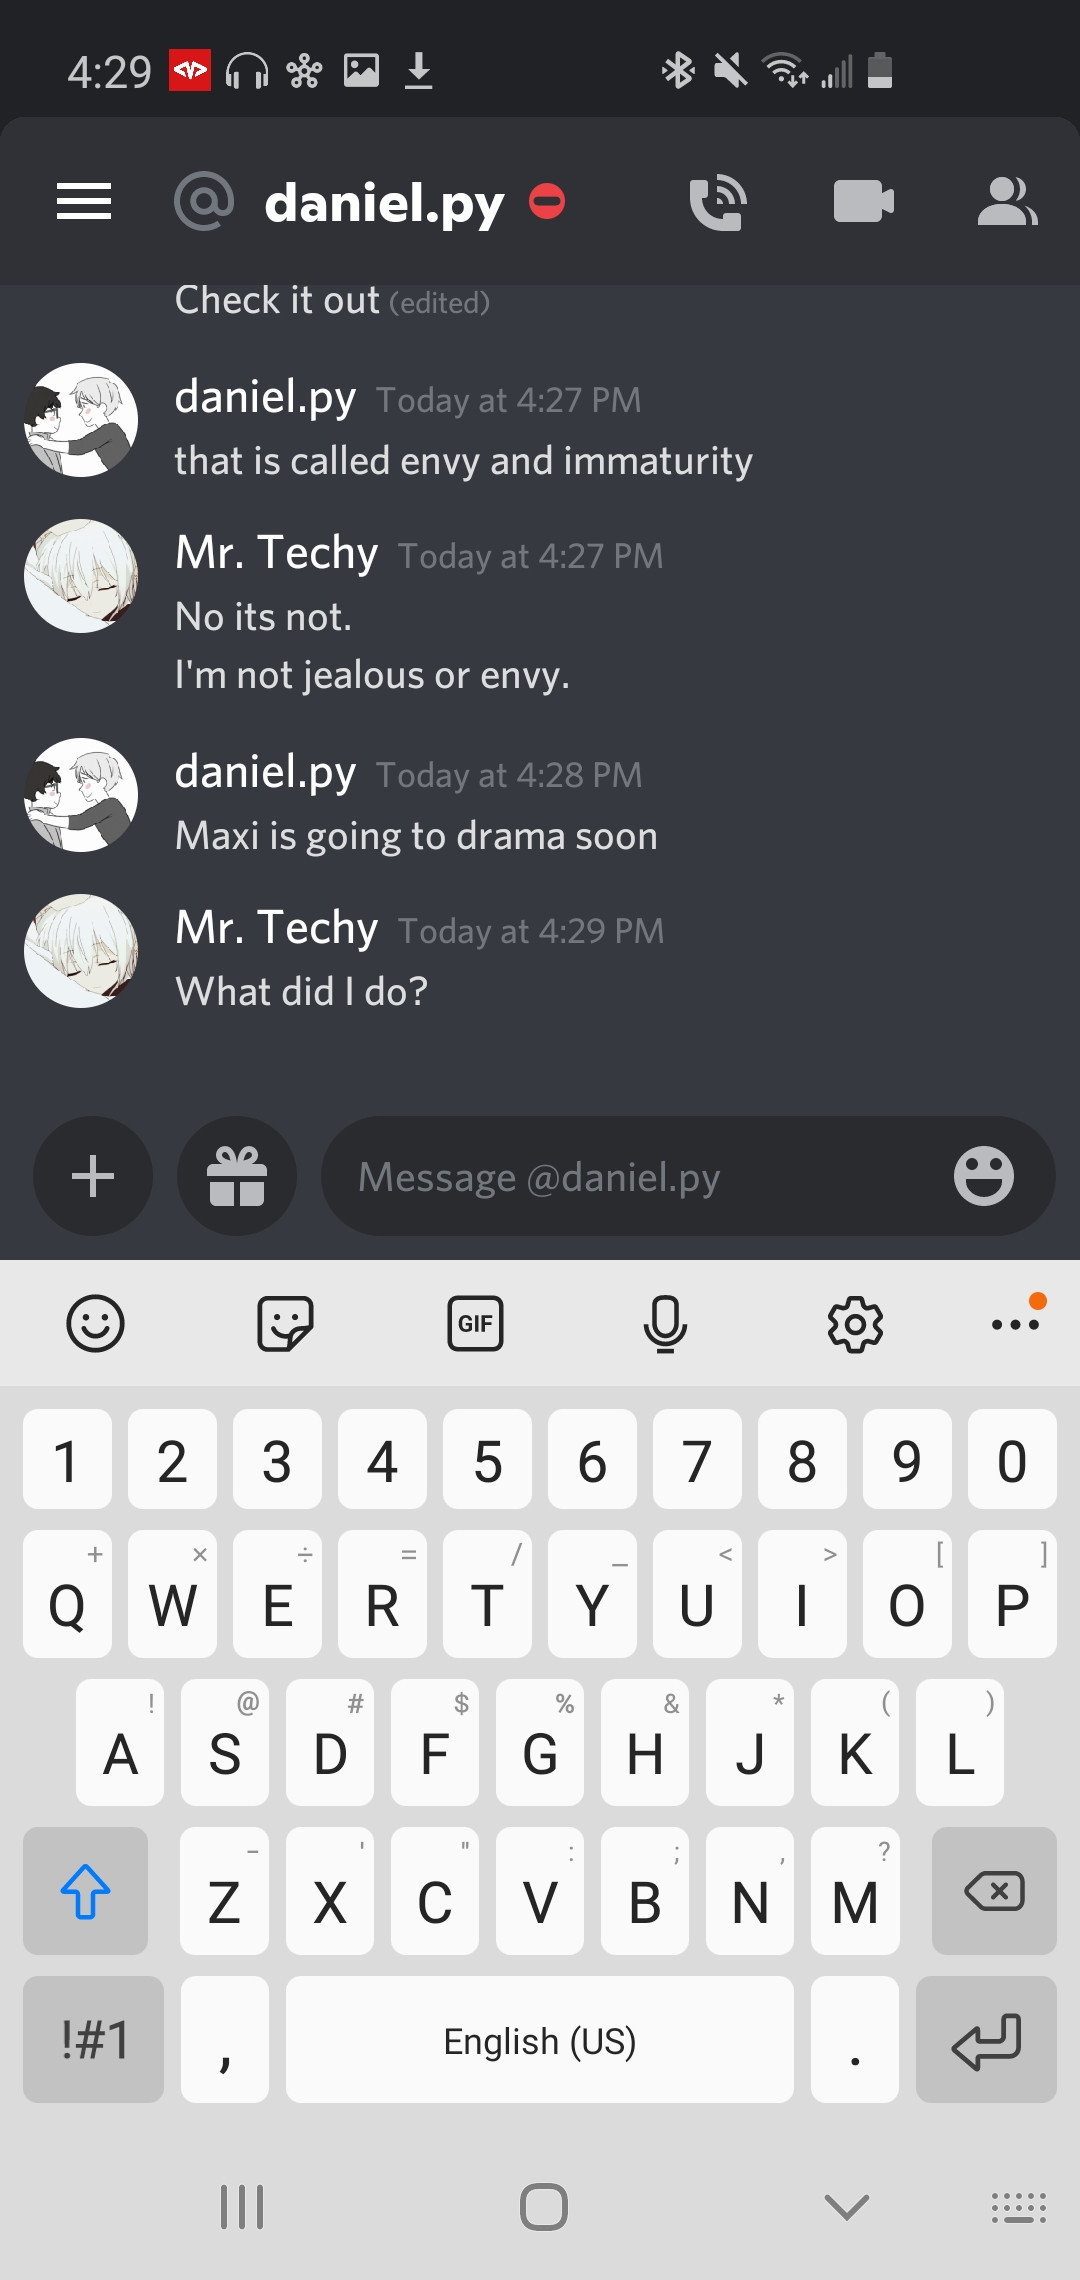 4:29
daniel.py
Check it out (edited)
daniel.py Today at 4:27 PM
that is called envy and immaturity
Mr. Techy Today at 4:27 PM
No its not.
I'm not jealous or envy.
daniel.py Today at 4:28 PM
Maxi is going to drama soon
Mr. Techy Today at 4:29 PM
What did I do?
Message @daniel.py
GIF
1 2 3 4 5 6 7 8 9 0
+ × ÷ = / _ < > [ ]
Q W E R T Y U I O P
! @ # $ % & * ( )
A S D F G H J K L
- ' " : ; , ?
Z X C V B N M
!#1 , English (US) .